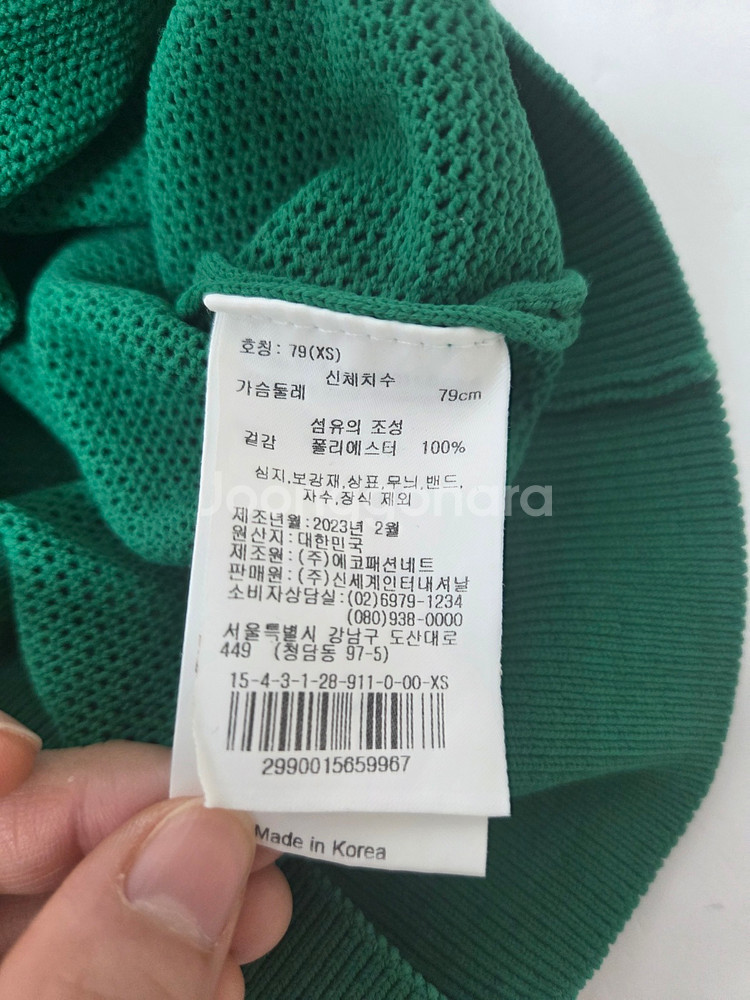 호칭: 79(XS)
신체치수
가슴둘레 79cm
섬유의 조성
겉감 폴리에스터 100%
심지,보강재,상표,무늬,밴드,
자수,장식 제외
Joonggonara
제조년월:2023년 2월
원산지:대한민국
제조원:(주)에코패션네트
판매원:(주)신세계인터내셔날
소비자상담실:(02)6979-1234
(080)938-0000
서울특별시 강남구 도산대로
449 (청담동 97-5)
15-4-3-1-28-911-0-00-XS
2990015659967
Made in Korea